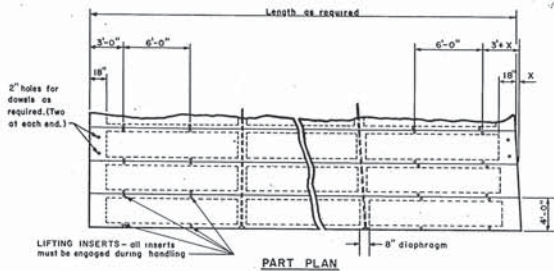 Length as required
3'-0"
6'-0"
6'-0"
3'+ X
18"
18"
X
2" holes for
dowels as
required.(Two
at each end.)
4'-0"
LIFTING INSERTS - all inserts
must be engaged during handling
8" diaphragm
PART PLAN